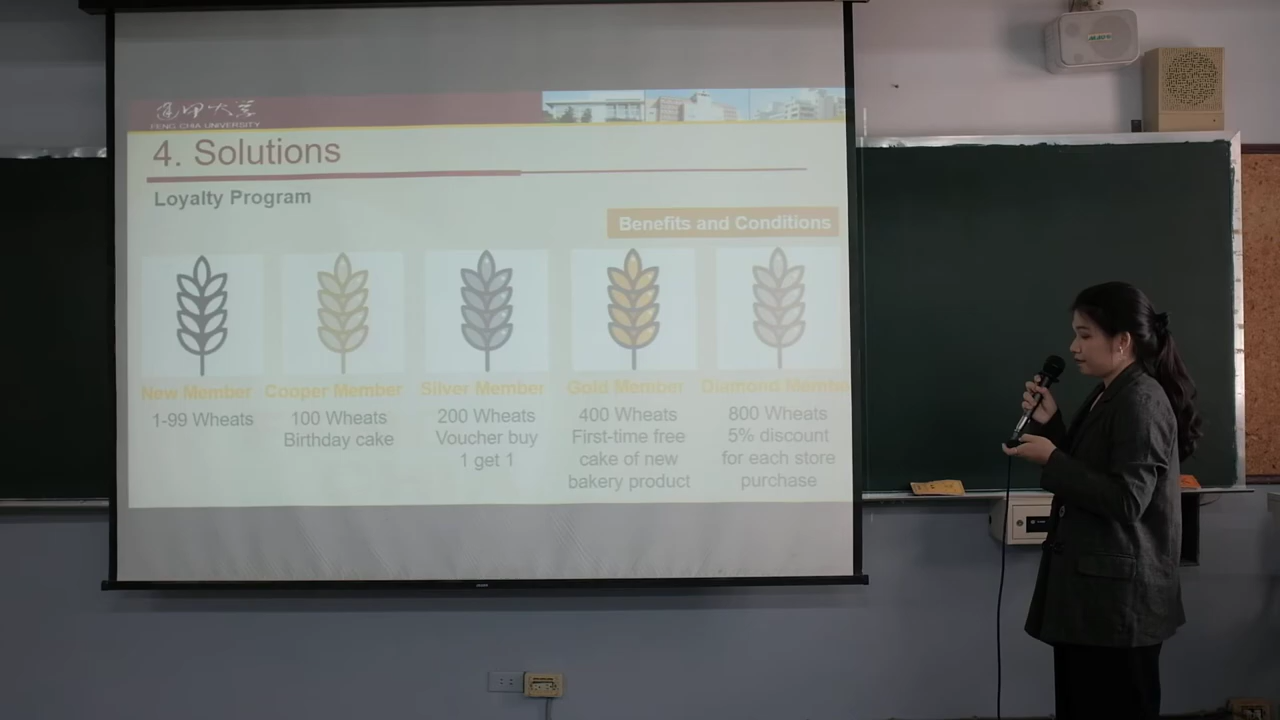 逢甲大學
FENG CHIA UNIVERSITY
4. Solutions
Loyalty Program
Benefits and Conditions
New Member
1-99 Wheats
Cooper Member
100 Wheats
Birthday cake
Silver Member
200 Wheats
Voucher buy
1 get 1
Gold Member
400 Wheats
First-time free
cake of new
bakery product
Diamond Membe
800 Wheats
5% discount
for each store
purchase